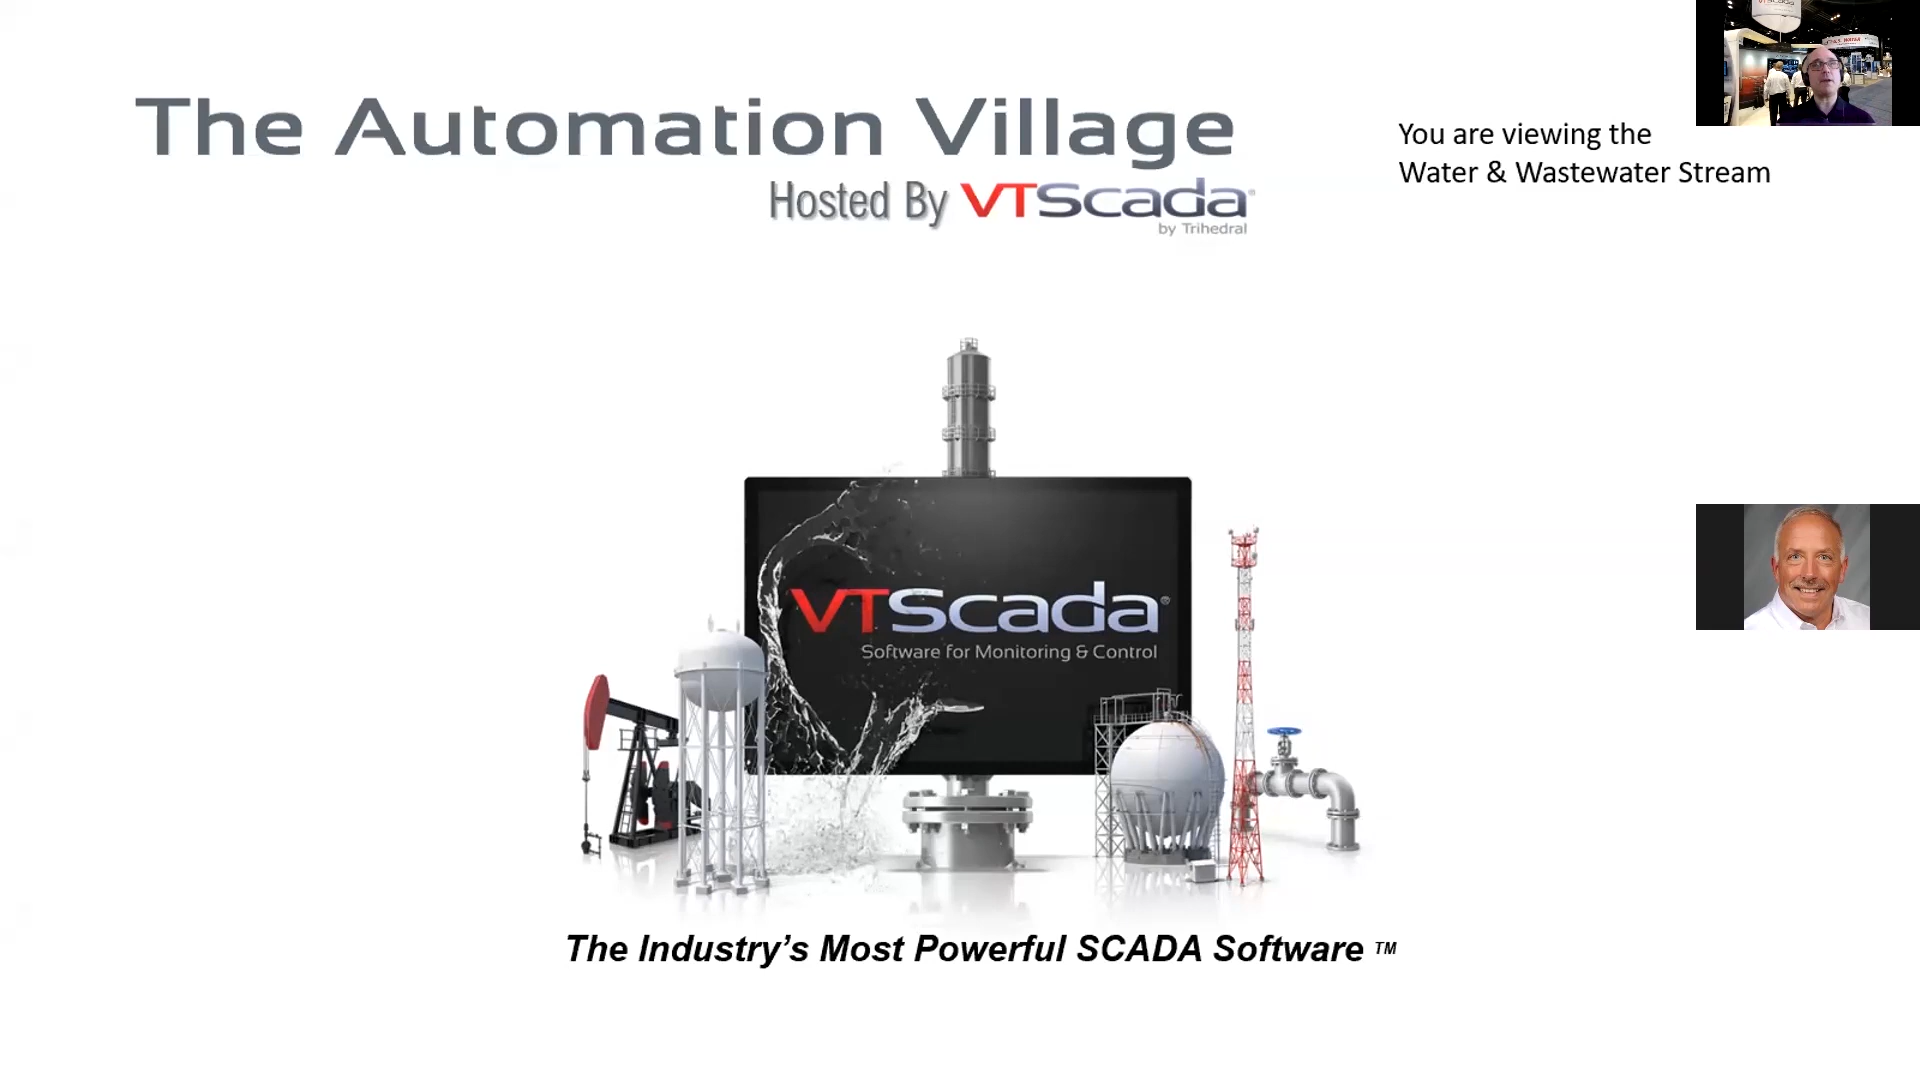 The Automation Village
Hosted By VTScada®
by Trihedral
You are viewing the
Water & Wastewater Stream
VTScada
VTScada®
Software for Monitoring & Control
The Industry's Most Powerful SCADA Software TM